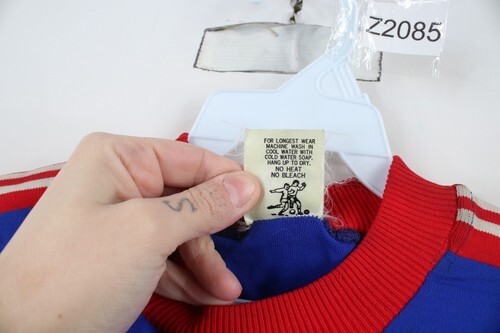 Z2085
FOR LONGEST WEAR
MACHINE WASH IN
COOL WATER WITH
COLD WATER SOAP.
HANG UP TO DRY.
NO HEAT
NO BLEACH
5